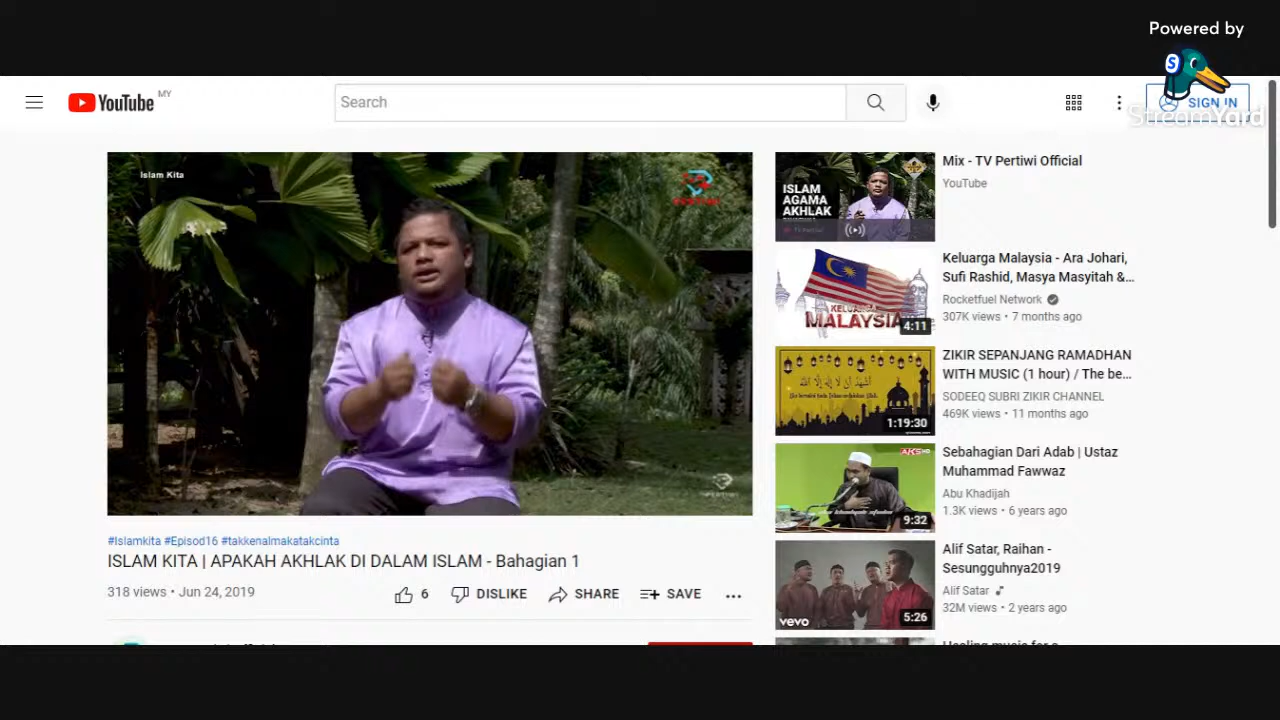 Powered by
StreamYard
YouTube MY
Search
SIGN IN
Islam Kita
#Islamkita #Episod16 #takkenalmakatakcinta
ISLAM KITA | APAKAH AKHLAK DI DALAM ISLAM - Bahagian 1
318 views • Jun 24, 2019
6
DISLIKE
SHARE
SAVE
ISLAM
AGAMA
AKHLAK
Mix - TV Pertiwi Official
YouTube
KELUARGA
MALAYSIA
4:11
Keluarga Malaysia - Ara Johari,
Sufi Rashid, Masya Masyitah &...
Rocketfuel Network
307K views • 7 months ago
1:19:30
ZIKIR SEPANJANG RAMADHAN
WITH MUSIC (1 hour) / The be...
SODEEQ SUBRI ZIKIR CHANNEL
469K views • 11 months ago
9:32
Sebahagian Dari Adab | Ustaz
Muhammad Fawwaz
Abu Khadijah
1.3K views • 6 years ago
vevo
5:26
Alif Satar, Raihan -
Sesungguhnya2019
Alif Satar
32M views • 2 years ago